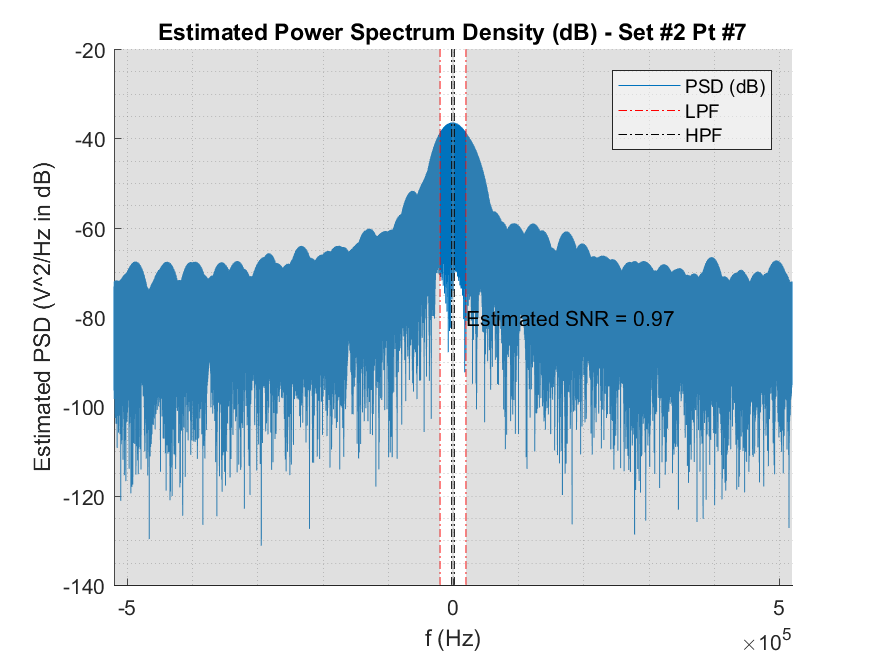 Estimated Power Spectrum Density (dB) - Set #2 Pt #7
-20
-40
-60
-80
-100
-120
-140
Estimated PSD (V^2/Hz in dB)
PSD (dB)
LPF
HPF
Estimated SNR = 0.97
-5
0
5
×10^5
f (Hz)